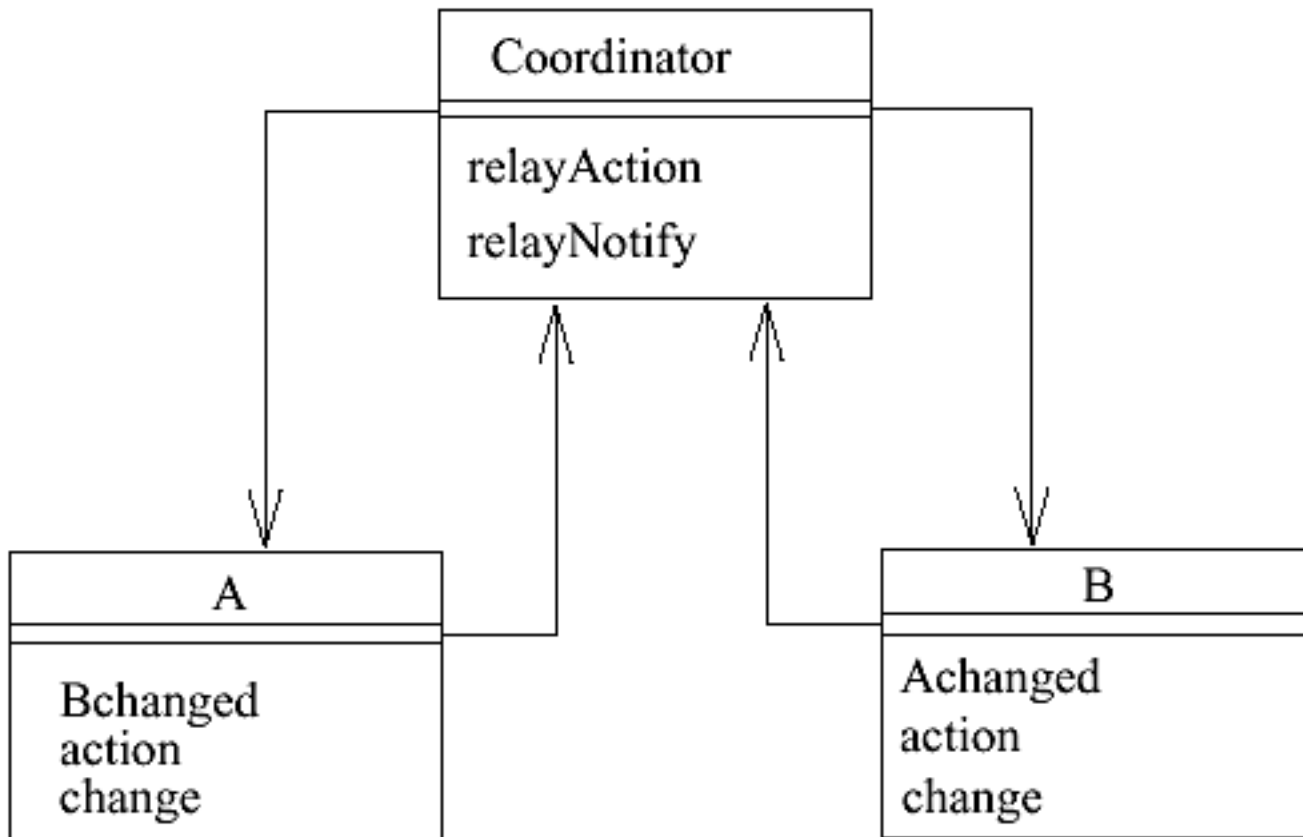 Coordinator
relayAction
relayNotify
A
Bchanged
action
change
B
Achanged
action
change